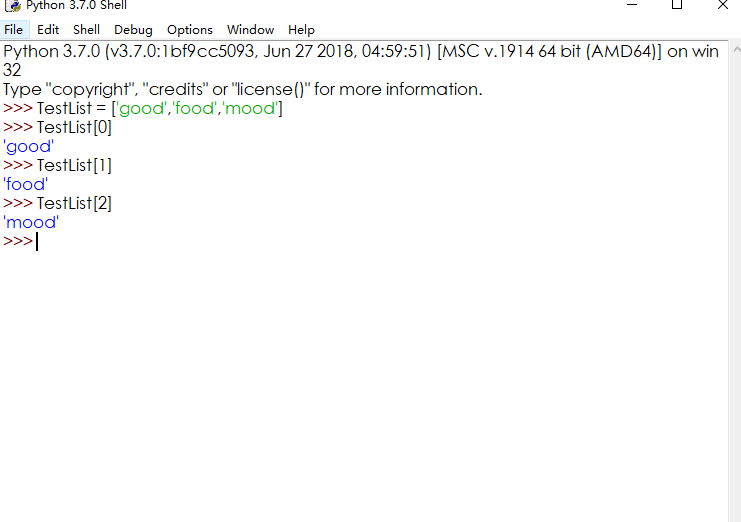 Python 3.7.0 Shell
File Edit Shell Debug Options Window Help
Python 3.7.0 (v3.7.0:1bf9cc5093, Jun 27 2018, 04:59:51) [MSC v.1914 64 bit (AMD64)] on win
32
Type "copyright", "credits" or "license()" for more information.
>>> TestList = ['good','food','mood']
>>> TestList[0]
'good'
>>> TestList[1]
'food'
>>> TestList[2]
'mood'
>>>